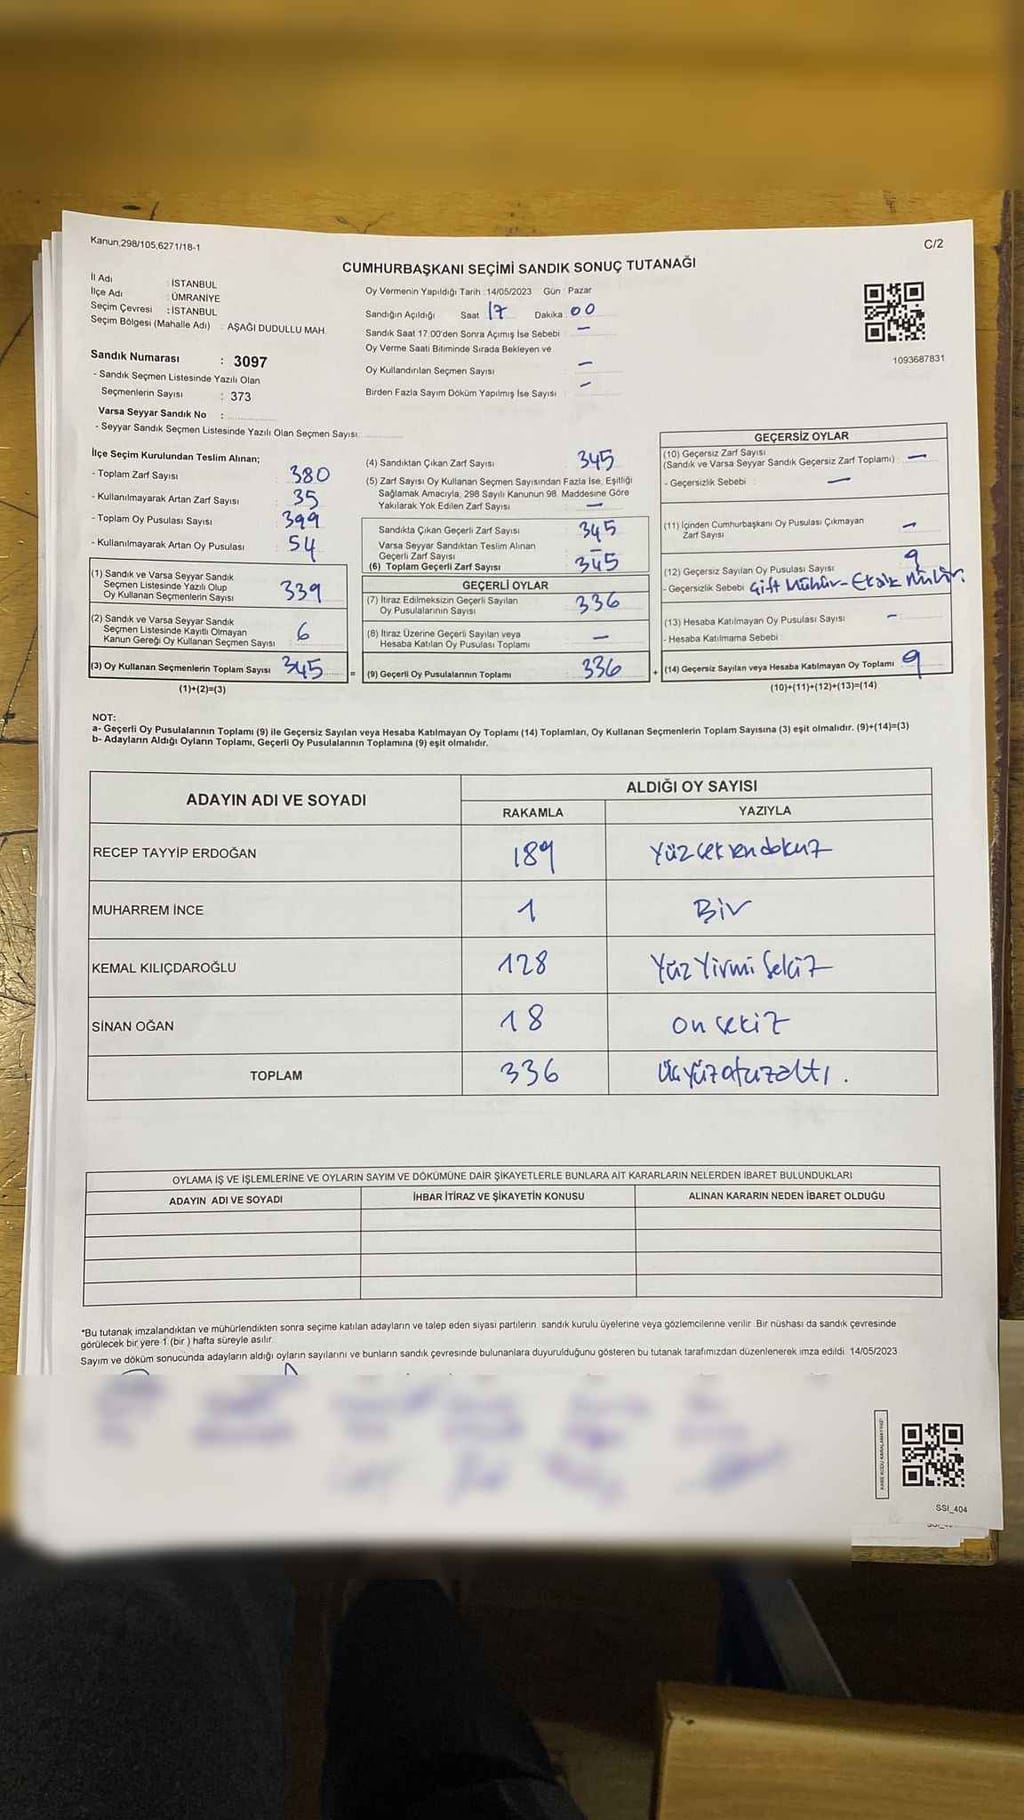 Kanun,298/105,6271/18-1
C/2
CUMHURBAŞKANI SEÇİMİ SANDIK SONUÇ TUTANAĞI
İl Adı : İSTANBUL
İlçe Adı : ÜMRANİYE
Seçim Çevresi : İSTANBUL
Seçim Bölgesi (Mahalle Adı) : AŞAĞI DUDULLU MAH.
Sandık Numarası : 3097
- Sandık Seçmen Listesinde Yazılı Olan
Seçmenlerin Sayısı : 373
Varsa Seyyar Sandık No :
- Seyyar Sandık Seçmen Listesinde Yazılı Olan Seçmen Sayısı:
Oy Vermenin Yapıldığı Tarih : 14/05/2023 Gün : Pazar
Sandığın Açıldığı Saat 17 Dakika : 00
Sandık Saat 17:00'den Sonra Açımış İse Sebebi : —
Oy Verme Saati Bitiminde Sırada Bekleyen ve
Oy Kullandırılan Seçmen Sayısı —
Birden Fazla Sayım Döküm Yapılmış İse Sayısı : —
1093687831
İlçe Seçim Kurulundan Teslim Alınan;
- Toplam Zarf Sayısı : 380
- Kullanılmayarak Artan Zarf Sayısı : 35
- Toplam Oy Pusulası Sayısı : 399
- Kullanılmayarak Artan Oy Pusulası : 54
(1) Sandık ve Varsa Seyyar Sandık
Seçmen Listesinde Yazılı Olup
Oy Kullanan Seçmenlerin Sayısı 339
(2) Sandık ve Varsa Seyyar Sandık
Seçmen Listesinde Kayıtlı Olmayan
Kanun Gereği Oy Kullanan Seçmen Sayısı 6
(3) Oy Kullanan Seçmenlerin Toplam Sayısı 345
(1)+(2)=(3)
(4) Sandıktan Çıkan Zarf Sayısı : 345
(5) Zarf Sayısı Oy Kullanan Seçmen Sayısından Fazla İse, Eşitliği
Sağlamak Amacıyla, 298 Sayılı Kanunun 98. Maddesine Göre
Yakılarak Yok Edilen Zarf Sayısı : —
Sandıkta Çıkan Geçerli Zarf Sayısı 345
Varsa Seyyar Sandıktan Teslim Alınan
Geçerli Zarf Sayısı —
(6) Toplam Geçerli Zarf Sayısı 345
GEÇERLİ OYLAR
(7) İtiraz Edilmeksizin Geçerli Sayılan
Oy Pusulalarının Sayısı 336
(8) İtiraz Üzerine Geçerli Sayılan veya
Hesaba Katılan Oy Pusulası Toplamı —
= (9) Geçerli Oy Pusulalarının Toplamı 336 +
GEÇERSİZ OYLAR
(10) Geçersiz Zarf Sayısı
(Sandık ve Varsa Seyyar Sandık Geçersiz Zarf Toplamı) : —
- Geçersizlik Sebebi : —
(11) İçinden Cumhurbaşkanı Oy Pusulası Çıkmayan
Zarf Sayısı —
(12) Geçersiz Sayılan Oy Pusulası Sayısı 9
- Geçersizlik Sebebi Çift Mühür-Eksik Mühür.
(13) Hesaba Katılmayan Oy Pusulası Sayısı : —
- Hesaba Katılmama Sebebi :
(14) Geçersiz Sayılan veya Hesaba Katılmayan Oy Toplamı 9
(10)+(11)+(12)+(13)=(14)
NOT:
a- Geçerli Oy Pusulalarının Toplamı (9) ile Geçersiz Sayılan veya Hesaba Katılmayan Oy Toplamı (14) Toplamları, Oy Kullanan Seçmenlerin Toplam Sayısına (3) eşit olmalıdır. (9)+(14)=(3)
b- Adayların Aldığı Oyların Toplamı, Geçerli Oy Pusulalarının Toplamına (9) eşit olmalıdır.
ADAYIN ADI VE SOYADI
ALDIĞI OY SAYISI
RAKAMLA YAZIYLA
RECEP TAYYİP ERDOĞAN 189 Yüzseksendokuz
MUHARREM İNCE 1 Bir
KEMAL KILIÇDAROĞLU 128 Yüz Yirmi Sekiz
SİNAN OĞAN 18 on sekiz
TOPLAM 336 üçyüzotuzaltı.
OYLAMA İŞ VE İŞLEMLERİNE VE OYLARIN SAYIM VE DÖKÜMÜNE DAİR ŞİKAYETLERLE BUNLARA AİT KARARLARIN NELERDEN İBARET BULUNDUKLARI
ADAYIN ADI VE SOYADI İHBAR İTİRAZ VE ŞİKAYETİN KONUSU ALINAN KARARIN NEDEN İBARET OLDUĞU
*Bu tutanak imzalandıktan ve mühürlendikten sonra seçime katılan adayların ve talep eden siyasi partilerin sandık kurulu üyelerine veya gözlemcilerine verilir. Bir nüshası da sandık çevresinde
görülecek bir yere 1 (bir ) hafta süreyle asılır.
Sayım ve döküm sonucunda adayların aldığı oyların sayılarını ve bunların sandık çevresinde bulunanlara duyurulduğunu gösteren bu tutanak tarafımızdan düzenlenerek imza edildi. 14/05/2023
SSI_404